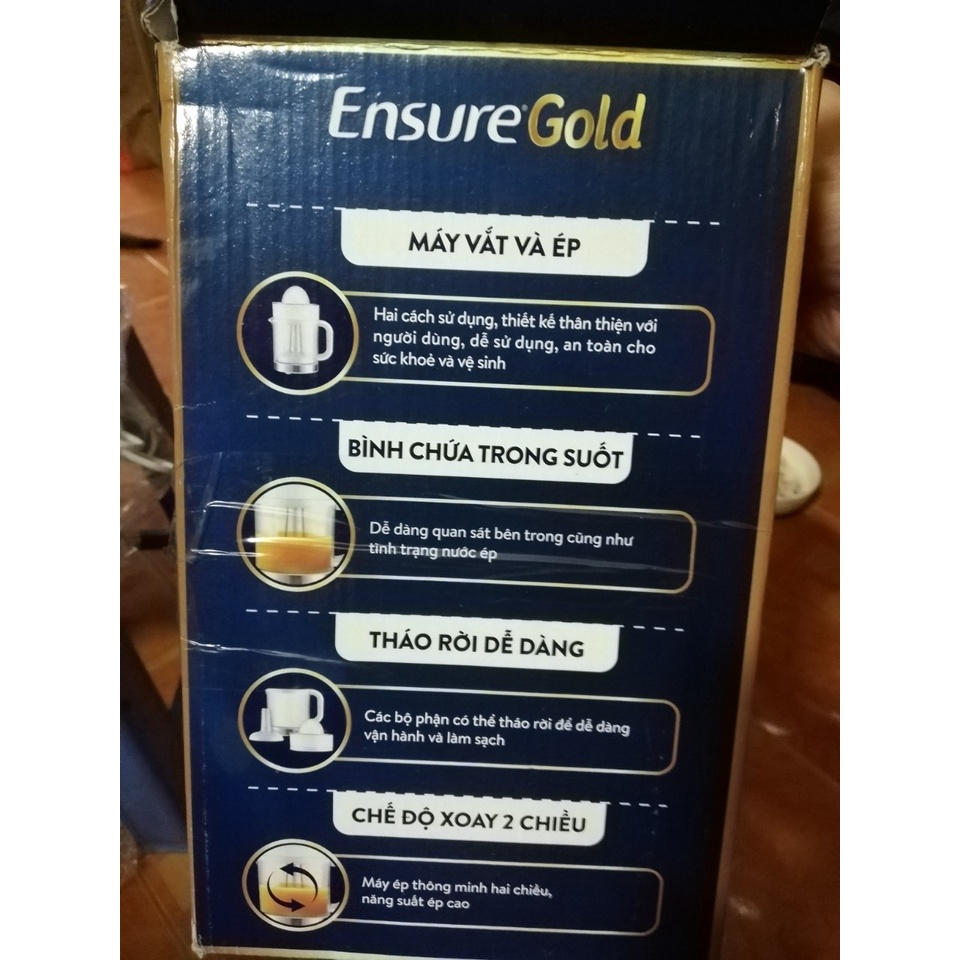 Ensure® Gold
MÁY VẮT VÀ ÉP
Hai cách sử dụng, thiết kế thân thiện với
người dùng, dễ sử dụng, an toàn cho
sức khoẻ và vệ sinh
BÌNH CHỨA TRONG SUỐT
Dễ dàng quan sát bên trong cũng như
tình trạng nước ép
THÁO RỜI DỄ DÀNG
Các bộ phận có thể tháo rời để dễ dàng
vận hành và làm sạch
CHẾ ĐỘ XOAY 2 CHIỀU
Máy ép thông minh hai chiều,
năng suất ép cao